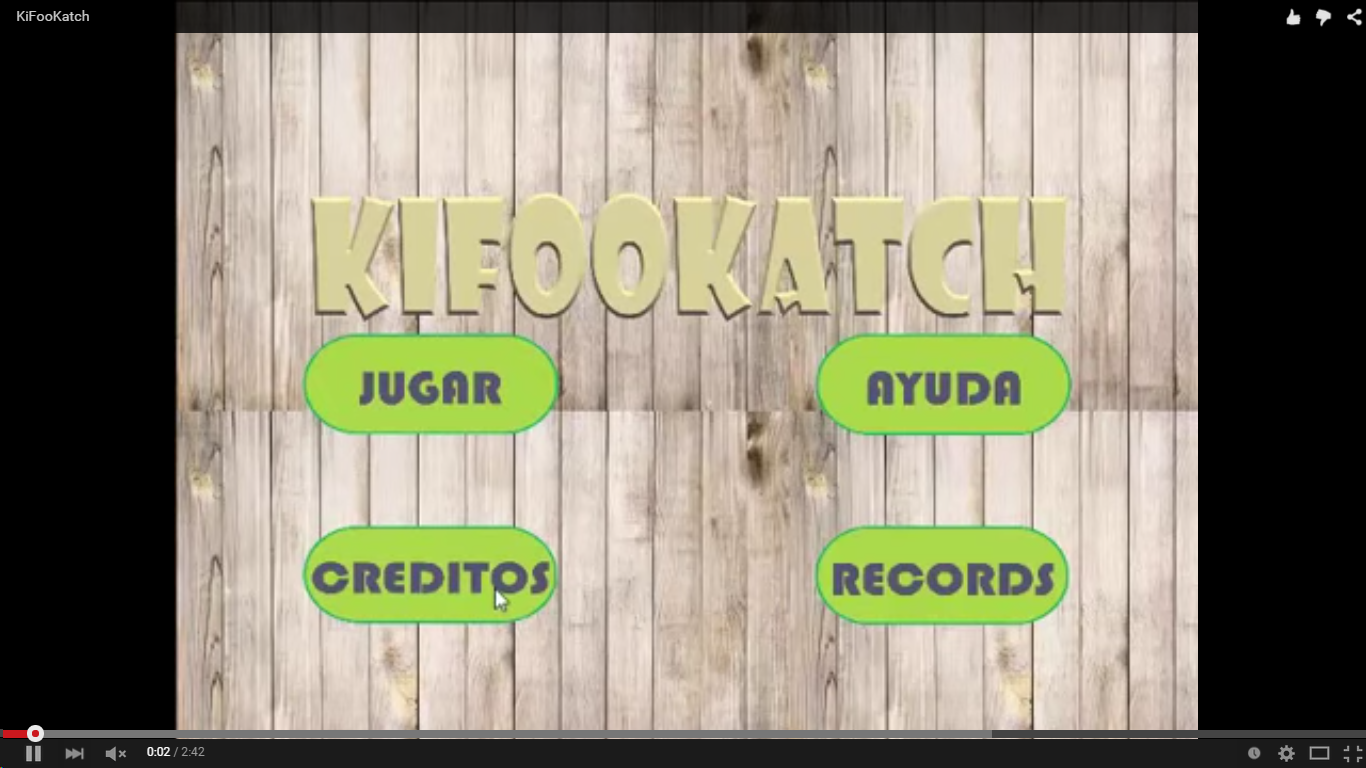 KiFooKatch
KIFOOKATCH
JUGAR
AYUDA
CREDITOS
RECORDS
0:02 / 2:42